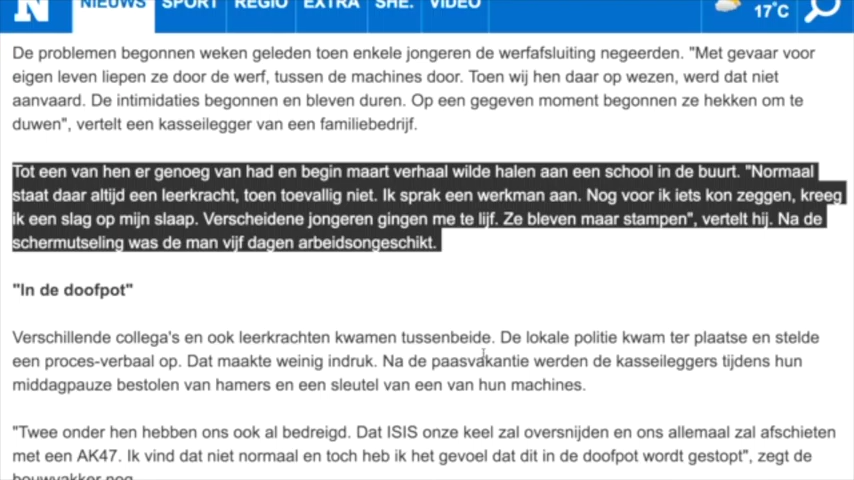 N NIEUWS SPORT REGIO EXTRA SHE. VIDEO 17°C
De problemen begonnen weken geleden toen enkele jongeren de werfafsluiting negeerden. "Met gevaar voor
eigen leven liepen ze door de werf, tussen de machines door. Toen wij hen daar op wezen, werd dat niet
aanvaard. De intimidaties begonnen en bleven duren. Op een gegeven moment begonnen ze hekken om te
duwen", vertelt een kasseilegger van een familiebedrijf.
Tot een van hen er genoeg van had en begin maart verhaal wilde halen aan een school in de buurt. "Normaal
staat daar altijd een leerkracht, toen toevallig niet. Ik sprak een werkman aan. Nog voor ik iets kon zeggen, kreeg
ik een slag op mijn slaap. Verscheidene jongeren gingen me te lijf. Ze bleven maar stampen", vertelt hij. Na de
schermutseling was de man vijf dagen arbeidsongeschikt.
"In de doofpot"
Verschillende collega's en ook leerkrachten kwamen tussenbeide. De lokale politie kwam ter plaatse en stelde
een proces-verbaal op. Dat maakte weinig indruk. Na de paasvakantie werden de kasseileggers tijdens hun
middagpauze bestolen van hamers en een sleutel van een van hun machines.
"Twee onder hen hebben ons ook al bedreigd. Dat ISIS onze keel zal oversnijden en ons allemaal zal afschieten
met een AK47. Ik vind dat niet normaal en toch heb ik het gevoel dat dit in de doofpot wordt gestopt", zegt de
bouwvakker nog.